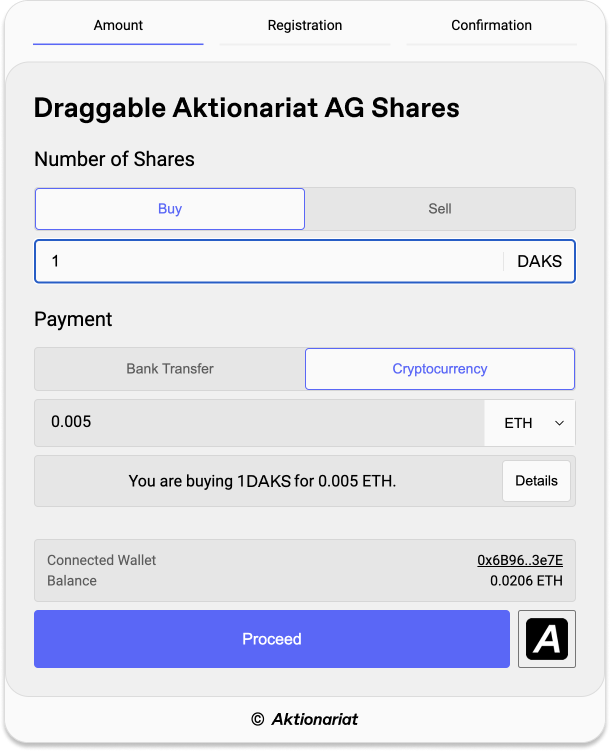 Amount Registration Confirmation
Draggable Aktionariat AG Shares
Number of Shares
Buy Sell
1 DAKS
Payment
Bank Transfer Cryptocurrency
0.005 ETH
You are buying 1DAKS for 0.005 ETH. Details
Connected Wallet 0x6B96..3e7E
Balance 0.0206 ETH
Proceed A
© Aktionariat